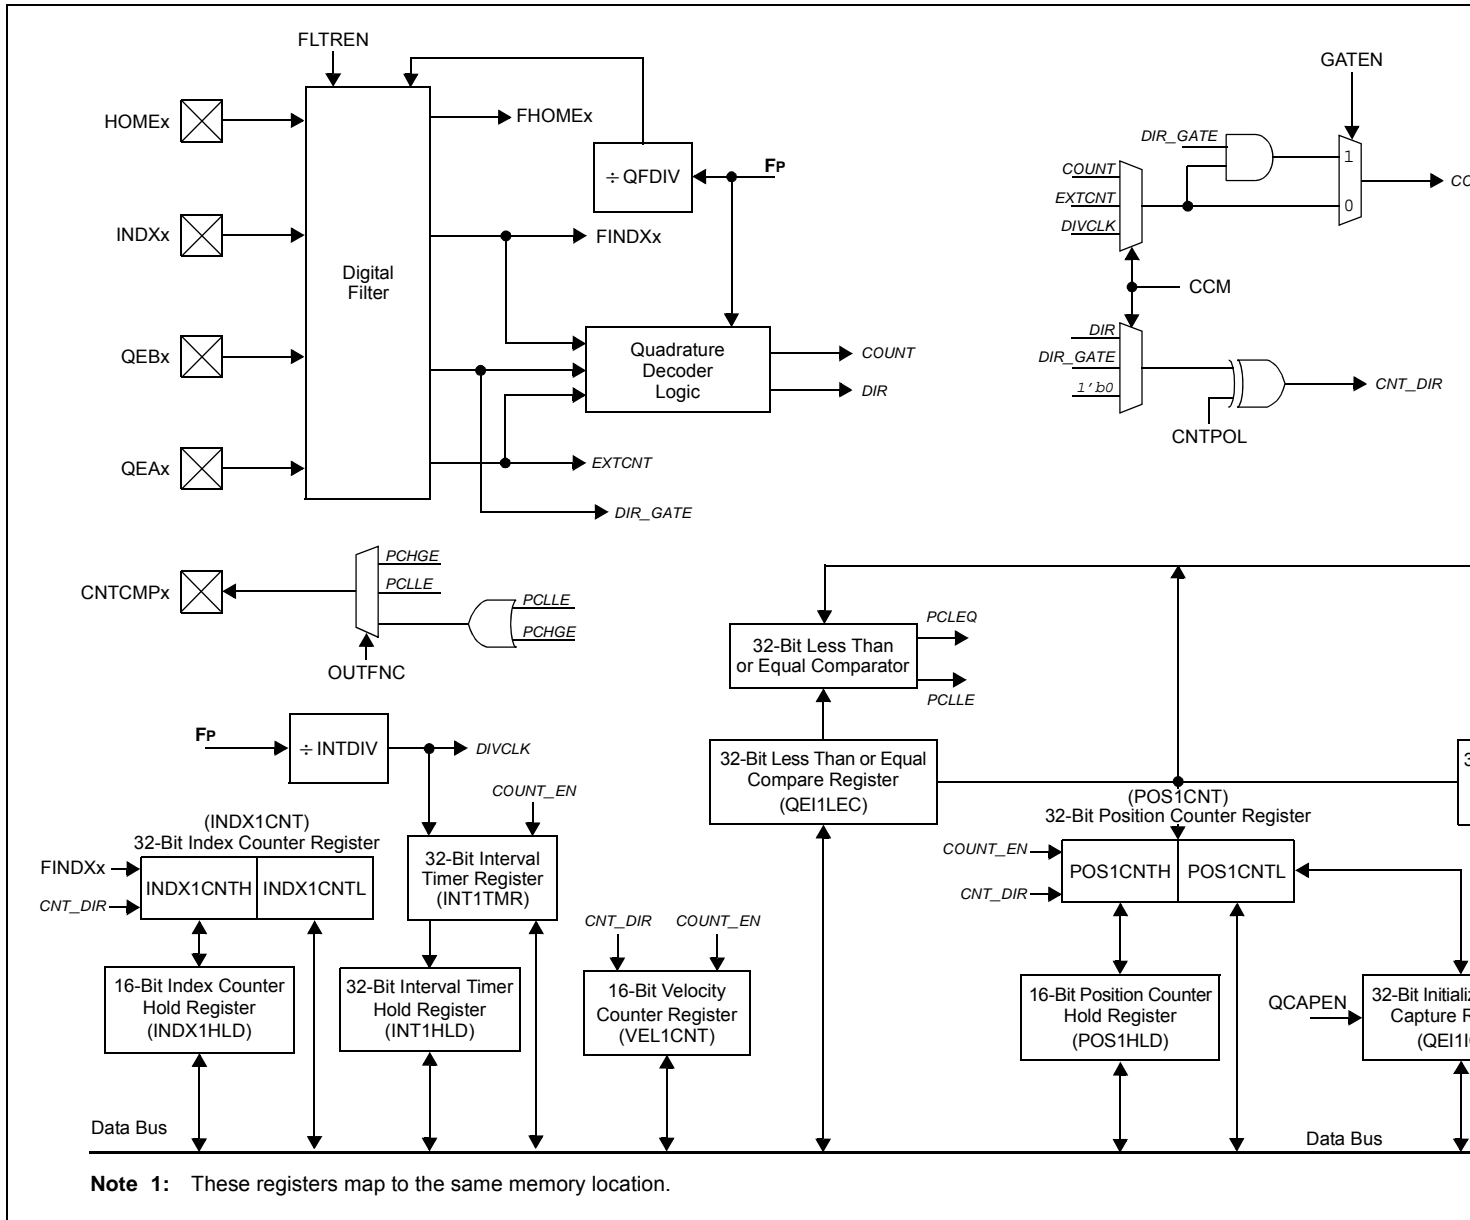 FLTREN
HOMEx
FHOMEx
÷ QFDIV
FP
INDXx
FINDXx
Digital
Filter
QEBx
Quadrature
Decoder
Logic
COUNT
DIR
QEAx
EXTCNT
DIR_GATE
GATEN
DIR_GATE
COUNT
EXTCNT
DIVCLK
1
0
CCM
DIR
DIR_GATE
1'b0
CNTPOL
CNT_DIR
CNTCMPx
PCHGE
PCLLE
PCLLE
PCHGE
OUTFNC
32-Bit Less Than
or Equal Comparator
PCLEQ
PCLLE
FP
÷ INTDIV
DIVCLK
COUNT_EN
32-Bit Less Than or Equal
Compare Register
(QEI1LEC)
(POS1CNT)
32-Bit Position Counter Register
COUNT_EN
CNT_DIR
POS1CNTH
POS1CNTL
(INDX1CNT)
32-Bit Index Counter Register
FINDXx
CNT_DIR
INDX1CNTH
INDX1CNTL
32-Bit Interval
Timer Register
(INT1TMR)
CNT_DIR
COUNT_EN
16-Bit Index Counter
Hold Register
(INDX1HLD)
32-Bit Interval Timer
Hold Register
(INT1HLD)
16-Bit Velocity
Counter Register
(VEL1CNT)
16-Bit Position Counter
Hold Register
(POS1HLD)
QCAPEN
32-Bit
Capture
Data Bus
Data Bus
Note 1: These registers map to the same memory location.